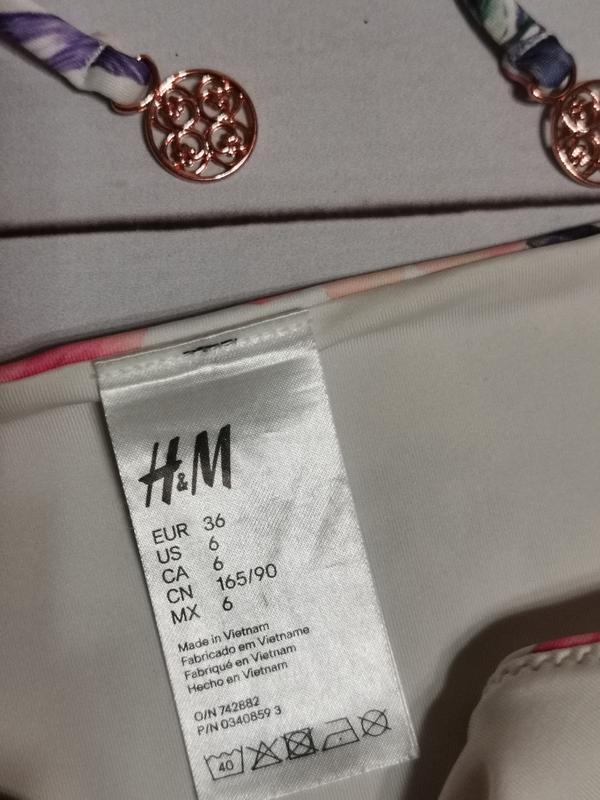 H&M
EUR 36
US 6
CA 6
CN 165/90
MX 6
Made in Vietnam
Fabricado em Vietname
Fabriqué en Vietnam
Hecho en Vietnam
O/N 742882
P/N 0340859 3
40